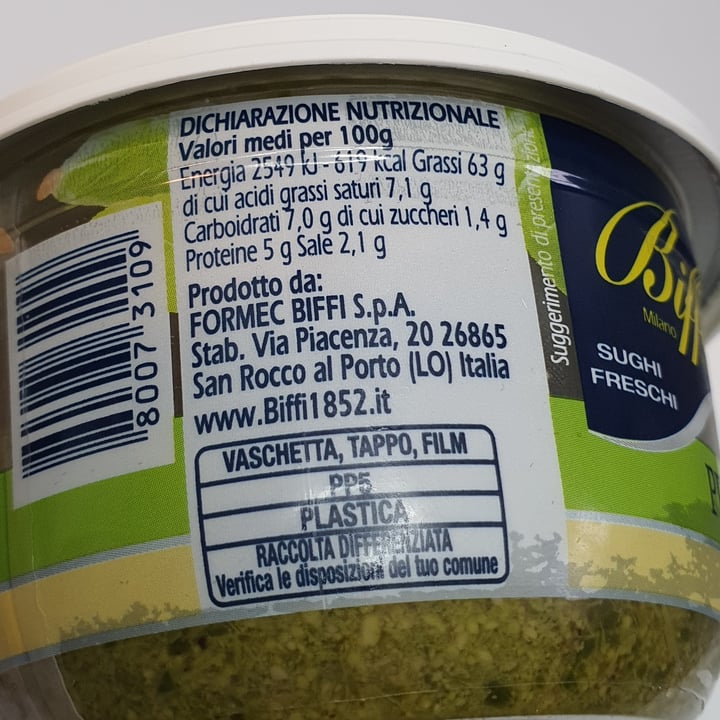 DICHIARAZIONE NUTRIZIONALE
Valori medi per 100g
Energia 2549 kJ - 619 kcal Grassi 63 g
di cui acidi grassi saturi 7,1 g
Carboidrati 7,0 g di cui zuccheri 1,4 g
Proteine 5 g Sale 2,1 g
Prodotto da:
FORMEC BIFFI S.p.A.
Stab. Via Piacenza, 20 26865
San Rocco al Porto (LO) Italia
www.Biffi1852.it
VASCHETTA, TAPPO, FILM
PP5
PLASTICA
RACCOLTA DIFFERENZIATA
Verifica le disposizioni del tuo comune
8007 3109
Suggerimento di presentazione
Milano
SUGHI
FRESCHI